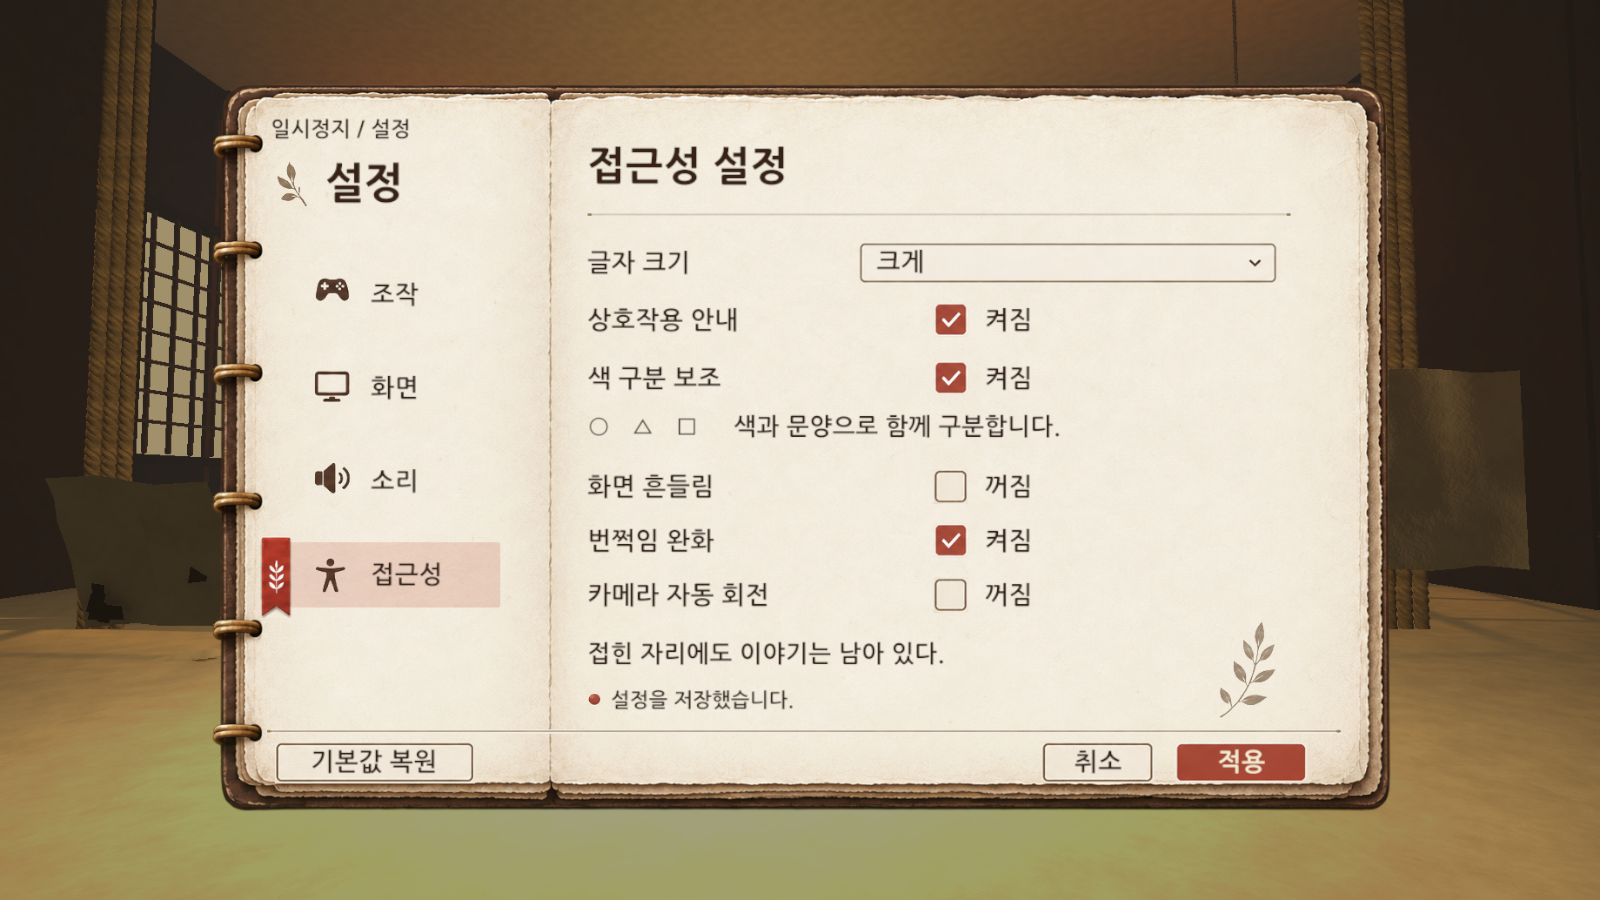 일시정지 / 설정
설정
조작
화면
소리
접근성
접근성 설정
글자 크기 크게
상호작용 안내 켜짐
색 구분 보조 켜짐
색과 문양으로 함께 구분합니다.
화면 흔들림 꺼짐
번쩍임 완화 켜짐
카메라 자동 회전 꺼짐
접힌 자리에도 이야기는 남아 있다.
설정을 저장했습니다.
기본값 복원 취소 적용